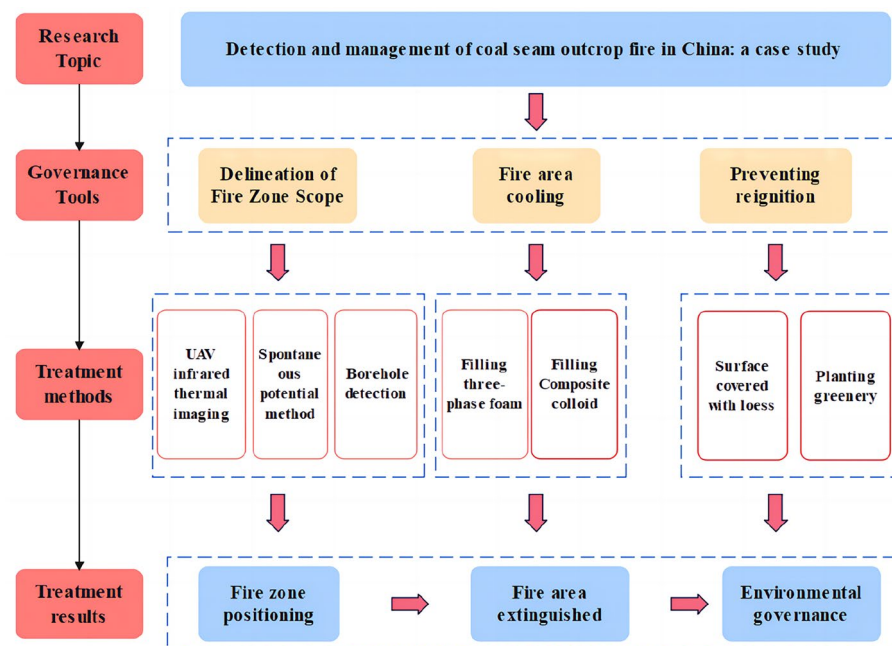 Research
Topic
Detection and management of coal seam outcrop fire in China: a case study
Governance
Tools
Delineation of
Fire Zone Scope
Fire area
cooling
Preventing
reignition
Treatment
methods
UAV
infrared
thermal
imaging
Spontane
ous
potential
method
Borehole
detection
Filling
three-
phase foam
Filling
Composite
colloid
Surface
covered
with loess
Planting
greenery
Treatment
results
Fire zone
positioning
Fire area
extinguished
Environmental
governance